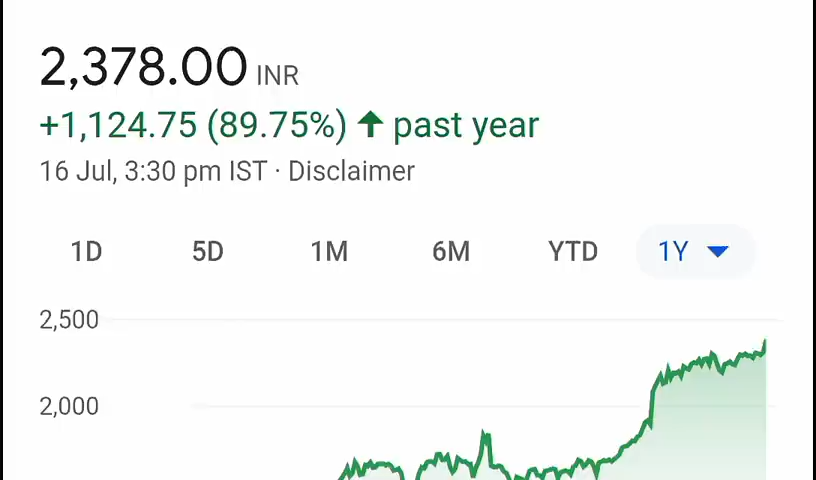 2,378.00 INR
+1,124.75 (89.75%) ↑ past year
16 Jul, 3:30 pm IST · Disclaimer
1D 5D 1M 6M YTD 1Y
2,500
2,000